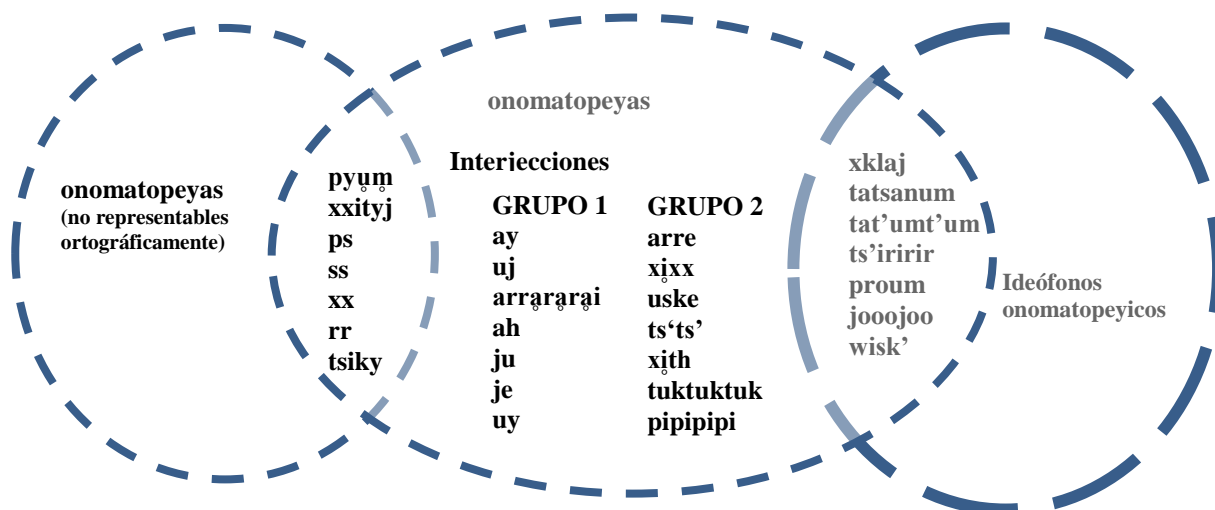 onomatopeyas
(no representables
ortográficamente)
pyu̥m̥
xxityj
ps
ss
xx
rr
tsiky
onomatopeyas
Interiecciones
GRUPO 1
ay
uj
arrḁrḁrḁi
ah
ju
je
uy
GRUPO 2
arre
xi̥xx
uske
ts‘ts’
xi̥th
tuktuktuk
pipipipi
xklaj
tatsanum
tat’umt’um
ts’iririr
proum
jooojoo
wisk’
Ideófonos
onomatopeyicos